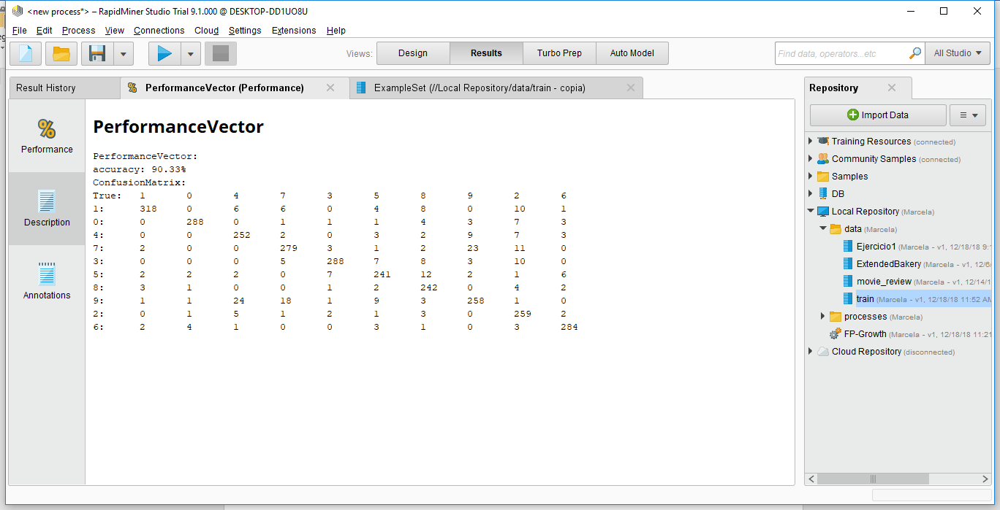 <new process*> – RapidMiner Studio Trial 9.1.000 @ DESKTOP-DD1UO8U
File Edit Process View Connections Cloud Settings Extensions Help
Views: Design Results Turbo Prep Auto Model Find data, operators...etc All Studio
Result History PerformanceVector (Performance) ExampleSet (//Local Repository/data/train - copia)
Performance
Description
Annotations
PerformanceVector
PerformanceVector:
accuracy: 90.33%
ConfusionMatrix:
True: 1 0 4 7 3 5 8 9 2 6
1: 318 0 6 6 0 4 8 0 10 1
0: 0 288 0 1 1 1 4 3 7 3
4: 0 0 252 2 0 3 2 9 7 3
7: 2 0 0 279 3 1 2 23 11 0
3: 0 0 0 5 288 7 8 3 10 0
5: 2 2 2 0 7 241 12 2 1 6
8: 3 1 0 0 1 2 242 0 4 2
9: 1 1 24 18 1 9 3 258 1 0
2: 0 1 5 1 2 1 3 0 259 2
6: 2 4 1 0 0 3 1 0 3 284
Repository
Import Data
Training Resources (connected)
Community Samples (connected)
Samples
DB
Local Repository (Marcela)
data (Marcela)
Ejercicio1 (Marcela - v1, 12/18/18 9:1
ExtendedBakery (Marcela - v1, 12/6/
movie_review (Marcela - v1, 12/14/1
train (Marcela - v1, 12/18/18 11:52 AM
processes (Marcela)
FP-Growth (Marcela - v1, 12/18/18 11:21
Cloud Repository (disconnected)